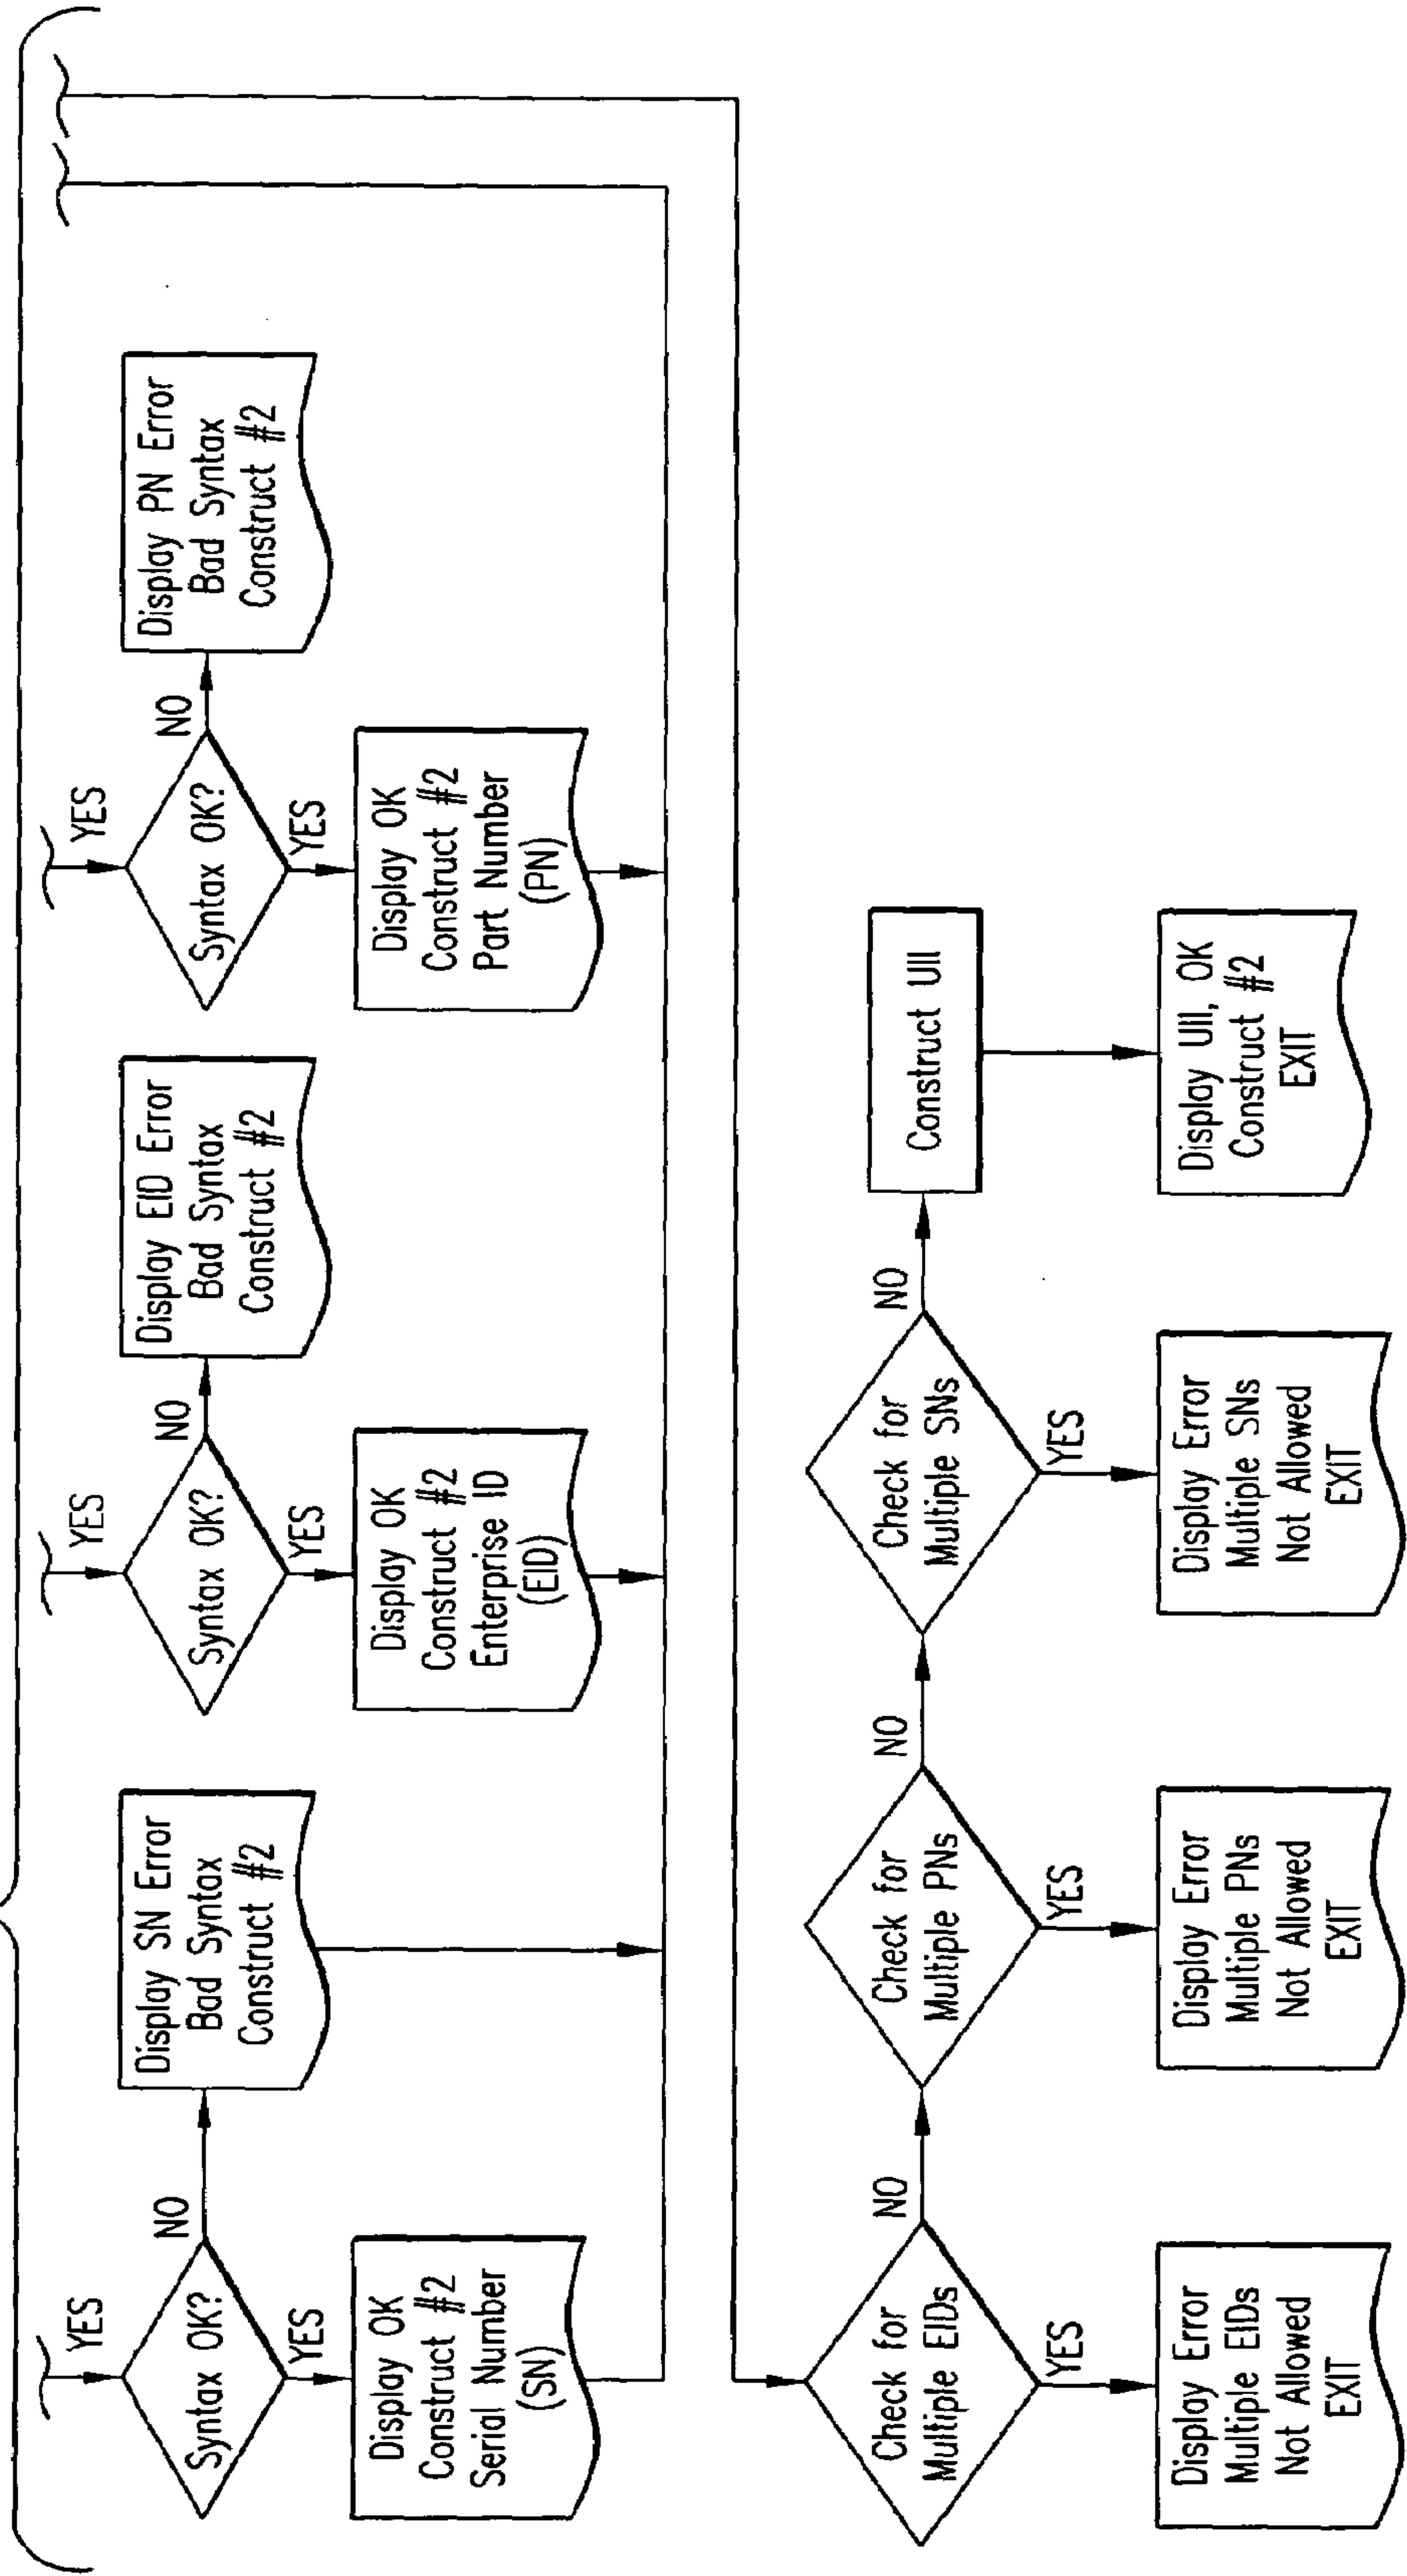 YES
Syntax OK?
NO
Display SN Error
Bad Syntax
Construct #2
YES
Display OK
Construct #2
Serial Number
(SN)
YES
Syntax OK?
NO
Display EID Error
Bad Syntax
Construct #2
YES
Display OK
Construct #2
Enterprise ID
(EID)
YES
Syntax OK?
NO
Display PN Error
Bad Syntax
Construct #2
YES
Display OK
Construct #2
Part Number
(PN)
Check for
Multiple EIDs
NO
YES
Display Error
Multiple EIDs
Not Allowed
EXIT
Check for
Multiple PNs
NO
YES
Display Error
Multiple PNs
Not Allowed
EXIT
Check for
Multiple SNs
NO
YES
Display Error
Multiple SNs
Not Allowed
EXIT
Construct UII
Display UII, OK
Construct #2
EXIT